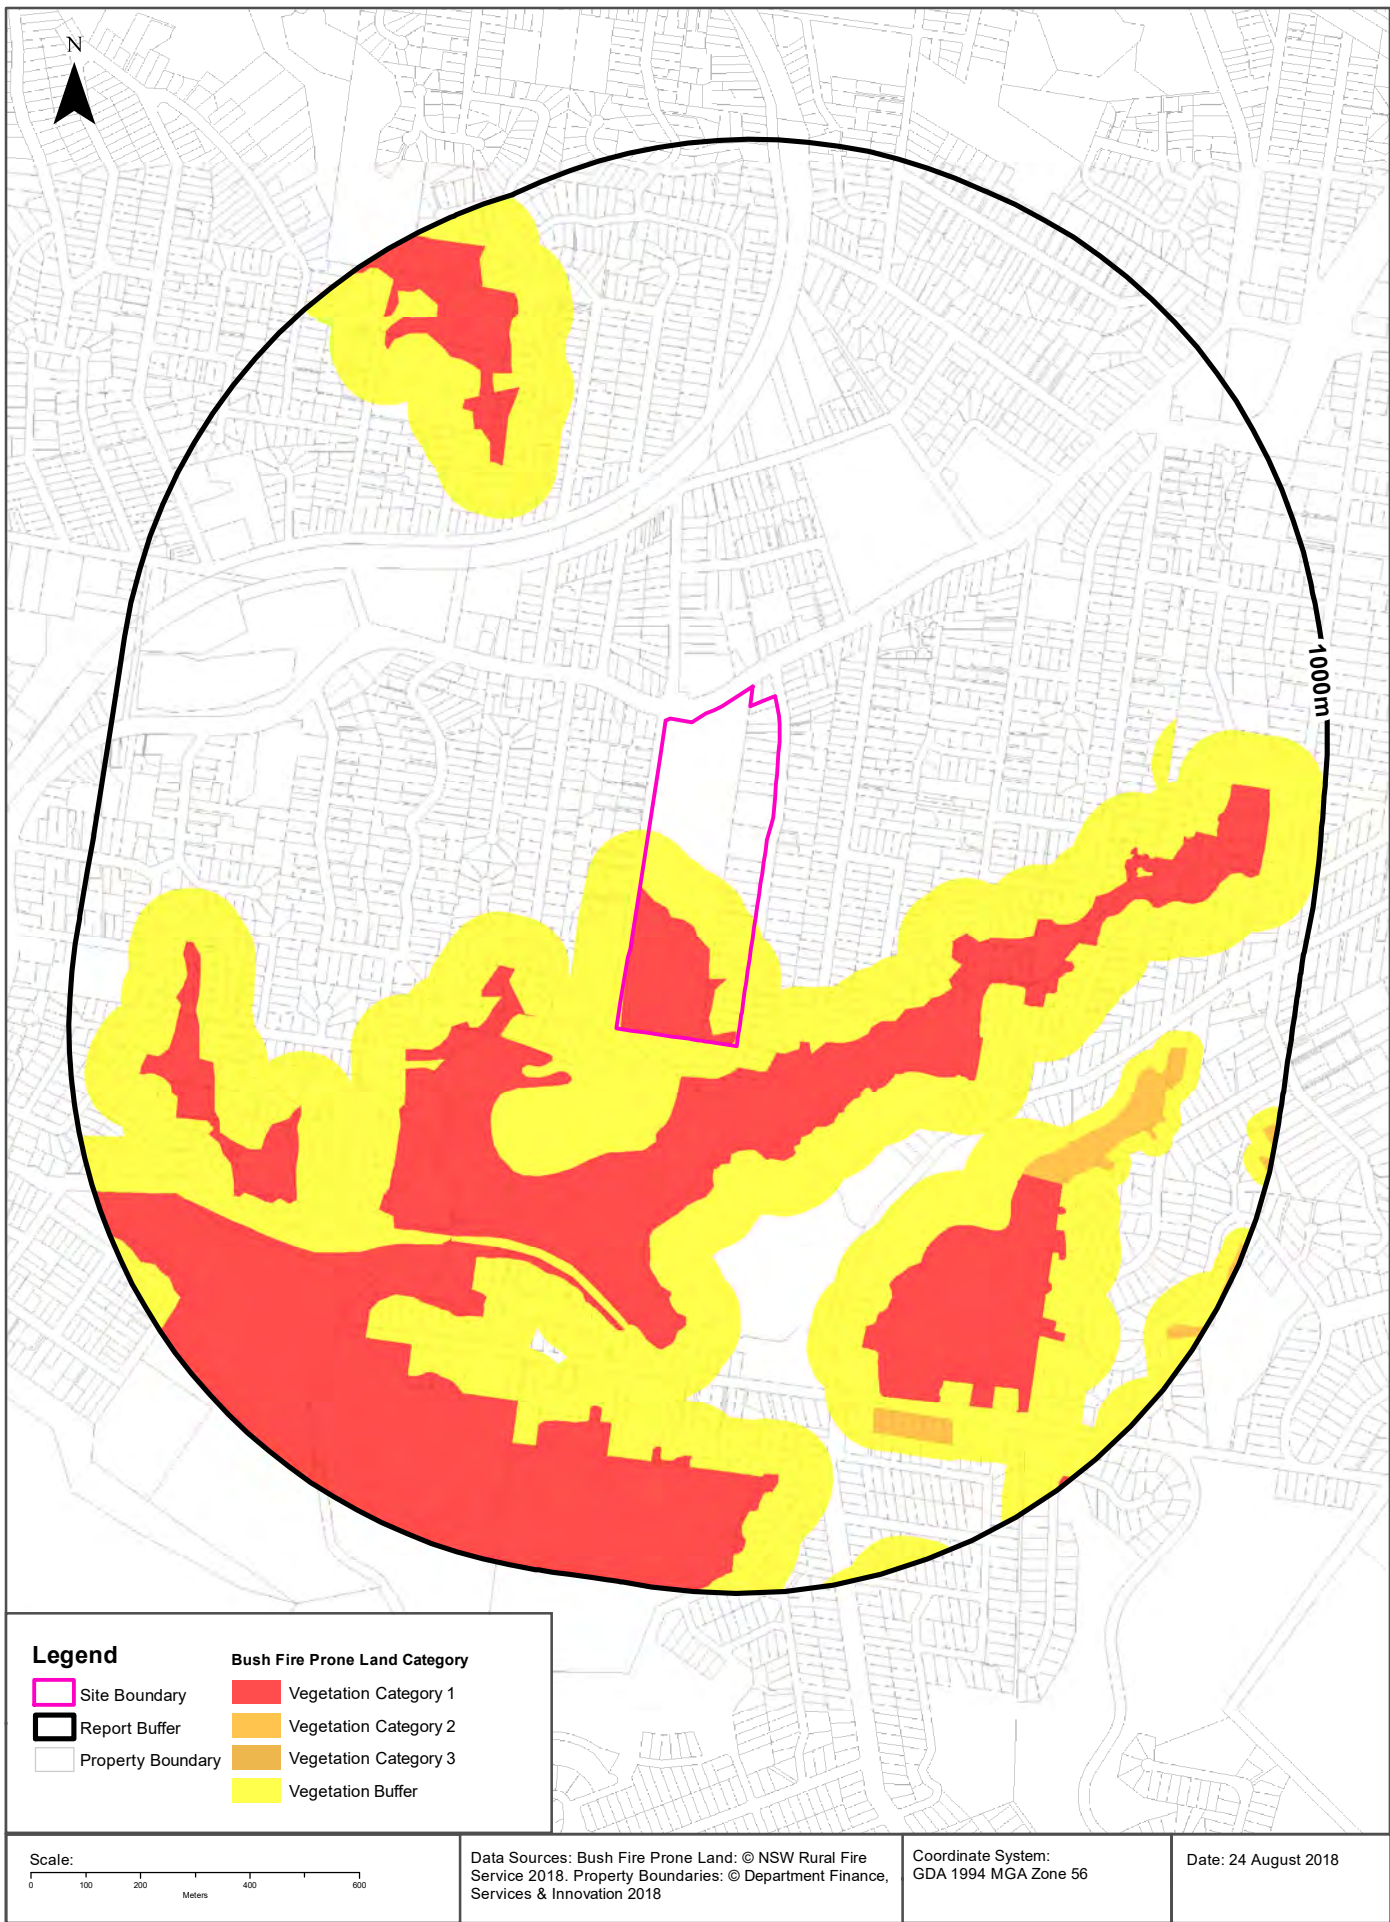 N
1000m
Legend
Site Boundary
Report Buffer
Property Boundary
Bush Fire Prone Land Category
Vegetation Category 1
Vegetation Category 2
Vegetation Category 3
Vegetation Buffer
Scale:
0 100 200 400 600
Meters
Data Sources: Bush Fire Prone Land: © NSW Rural Fire
Service 2018. Property Boundaries: © Department Finance,
Services & Innovation 2018
Coordinate System:
GDA 1994 MGA Zone 56
Date: 24 August 2018